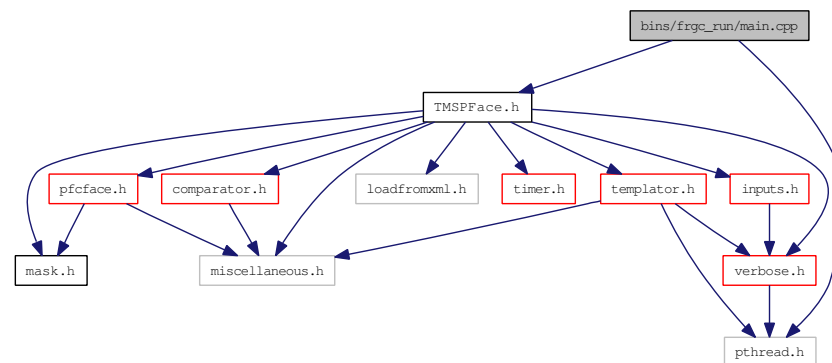 bins/frgc_run/main.cpp
TMSPFace.h
pfcface.h
comparator.h
loadfromxml.h
timer.h
templator.h
inputs.h
mask.h
miscellaneous.h
verbose.h
pthread.h